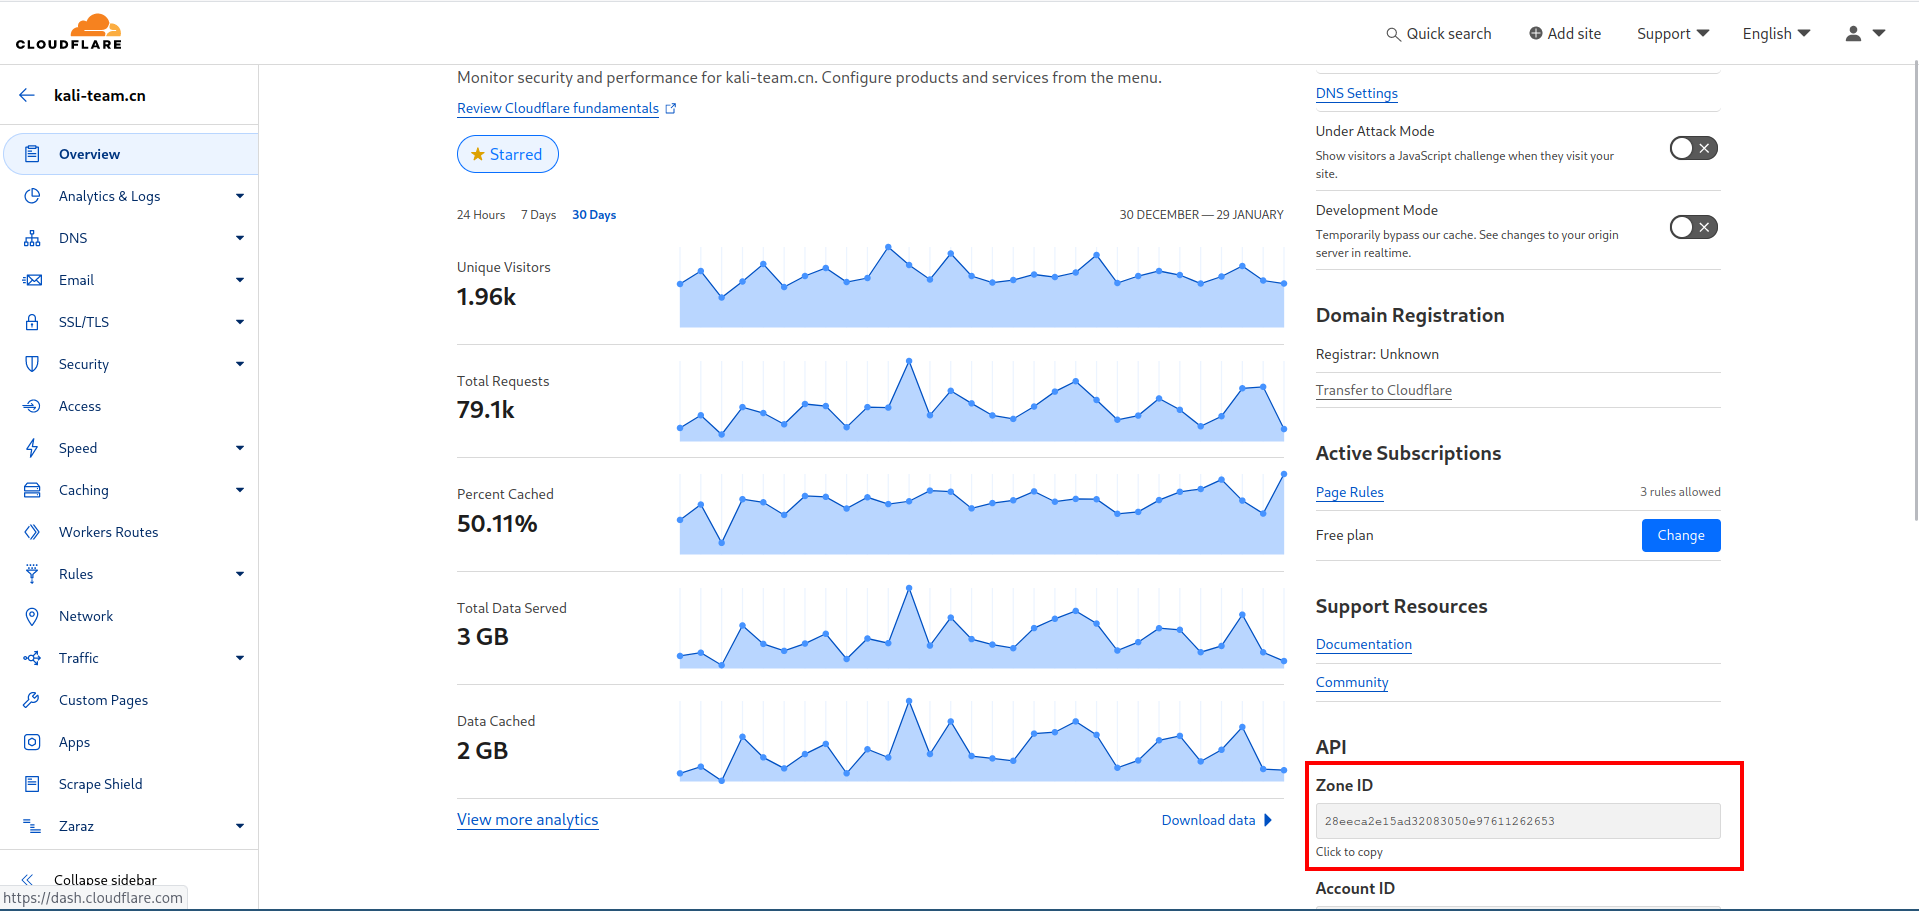 CLOUDFLARE
Quick search
Add site
Support
English
kali-team.cn
Overview
Analytics & Logs
DNS
Email
SSL/TLS
Security
Access
Speed
Caching
Workers Routes
Rules
Network
Traffic
Custom Pages
Apps
Scrape Shield
Zaraz
Collapse sidebar
https://dash.cloudflare.com
Monitor security and performance for kali-team.cn. Configure products and services from the menu.
Review Cloudflare fundamentals
Starred
24 Hours 7 Days 30 Days
30 DECEMBER — 29 JANUARY
Unique Visitors
1.96k
Total Requests
79.1k
Percent Cached
50.11%
Total Data Served
3 GB
Data Cached
2 GB
View more analytics
Download data
DNS Settings
Under Attack Mode
Show visitors a JavaScript challenge when they visit your
site.
Development Mode
Temporarily bypass our cache. See changes to your origin
server in realtime.
Domain Registration
Registrar: Unknown
Transfer to Cloudflare
Active Subscriptions
Page Rules
3 rules allowed
Free plan
Change
Support Resources
Documentation
Community
API
Zone ID
28eeca2e15ad32083050e97611262653
Click to copy
Account ID